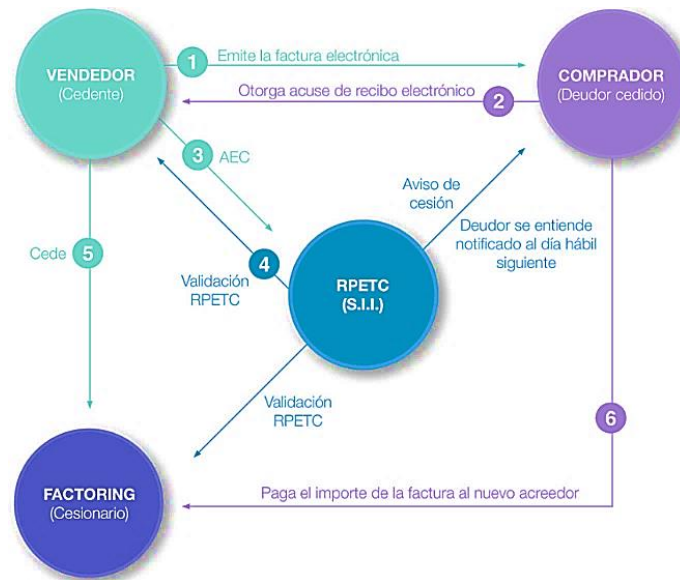 VENDEDOR
(Cedente)
1
Emite la factura electrónica
COMPRADOR
(Deudor cedido)
Otorga acuse de recibo electrónico
2
3
AEC
Aviso de
cesión
Deudor se entiende
notificado al día hábil
siguiente
Cede
5
4
Validación
RPETC
RPETC
(S.I.I.)
Validación
RPETC
6
FACTORING
(Cesionario)
Paga el importe de la factura al nuevo acreedor